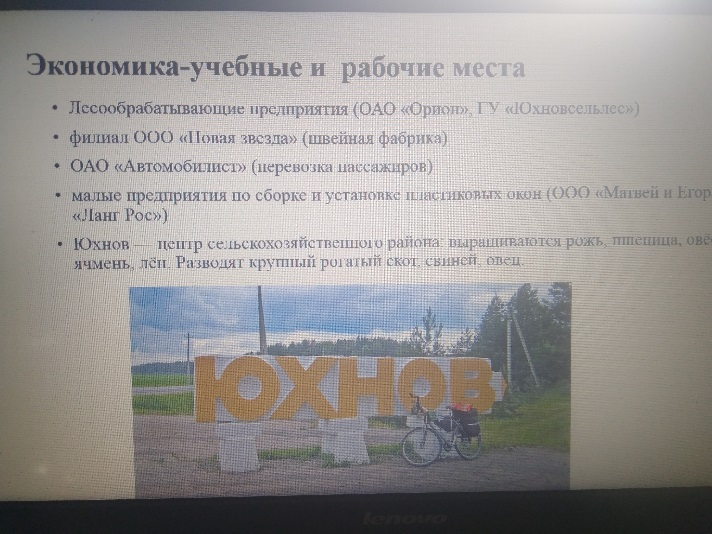 Экономика-учебные и рабочие места
• Лесообрабатывающие предприятия (ОАО «Орион», ГУ «Юхновсельлес»)
• филиал ООО «Новая звезда» (швейная фабрика)
• ОАО «Автомобилист» (перевозка пассажиров)
• малые предприятия по сборке и установке пластиковых окон (ООО «Матвей и Егор
«Ланг Рос»)
• Юхнов — центр сельскохозяйственного района: выращиваются рожь, пшеница, овё
ячмень, лён. Разводят крупный рогатый скот, свиней, овец.
ЮХНОВ
lenovo